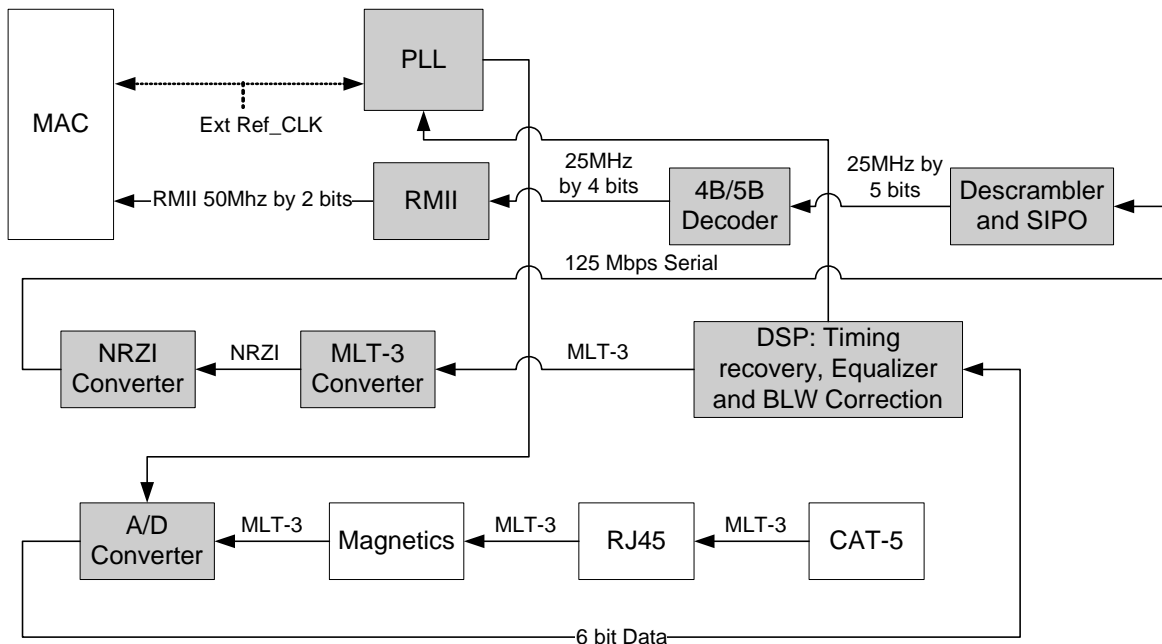 PLL
MAC
Ext Ref_CLK
25MHz
by 4 bits
25MHz by
5 bits
RMII 50Mhz by 2 bits
RMII
4B/5B
Decoder
Descrambler
and SIPO
125 Mbps Serial
NRZI
Converter
NRZI
MLT-3
Converter
MLT-3
DSP: Timing
recovery, Equalizer
and BLW Correction
A/D
Converter
MLT-3
Magnetics
MLT-3
RJ45
MLT-3
CAT-5
6 bit Data